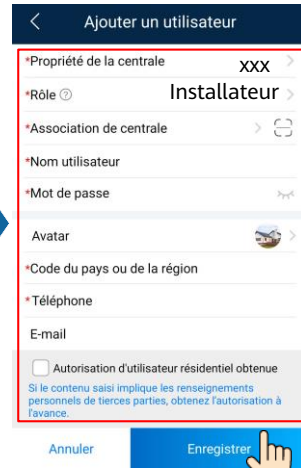 Ajouter un utilisateur
*Propriété de la centrale xxx
*Rôle Installateur
*Association de centrale
*Nom utilisateur
*Mot de passe
Avatar
*Code du pays ou de la région
*Téléphone
E-mail
Autorisation d'utilisateur résidentiel obtenue
Si le contenu saisi implique les renseignements
personnels de tierces parties, obtenez l'autorisation à
l'avance.
Annuler Enregistrer